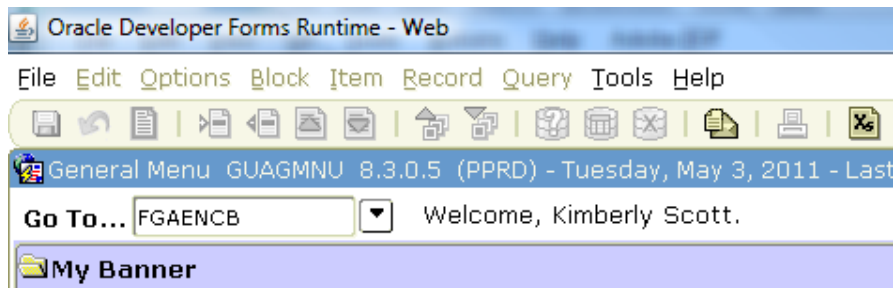 Oracle Developer Forms Runtime - Web
File Edit Options Block Item Record Query Tools Help
General Menu GUAGMNU 8.3.0.5 (PPRD) - Tuesday, May 3, 2011 - Last
Go To... FGAENCB Welcome, Kimberly Scott.
My Banner